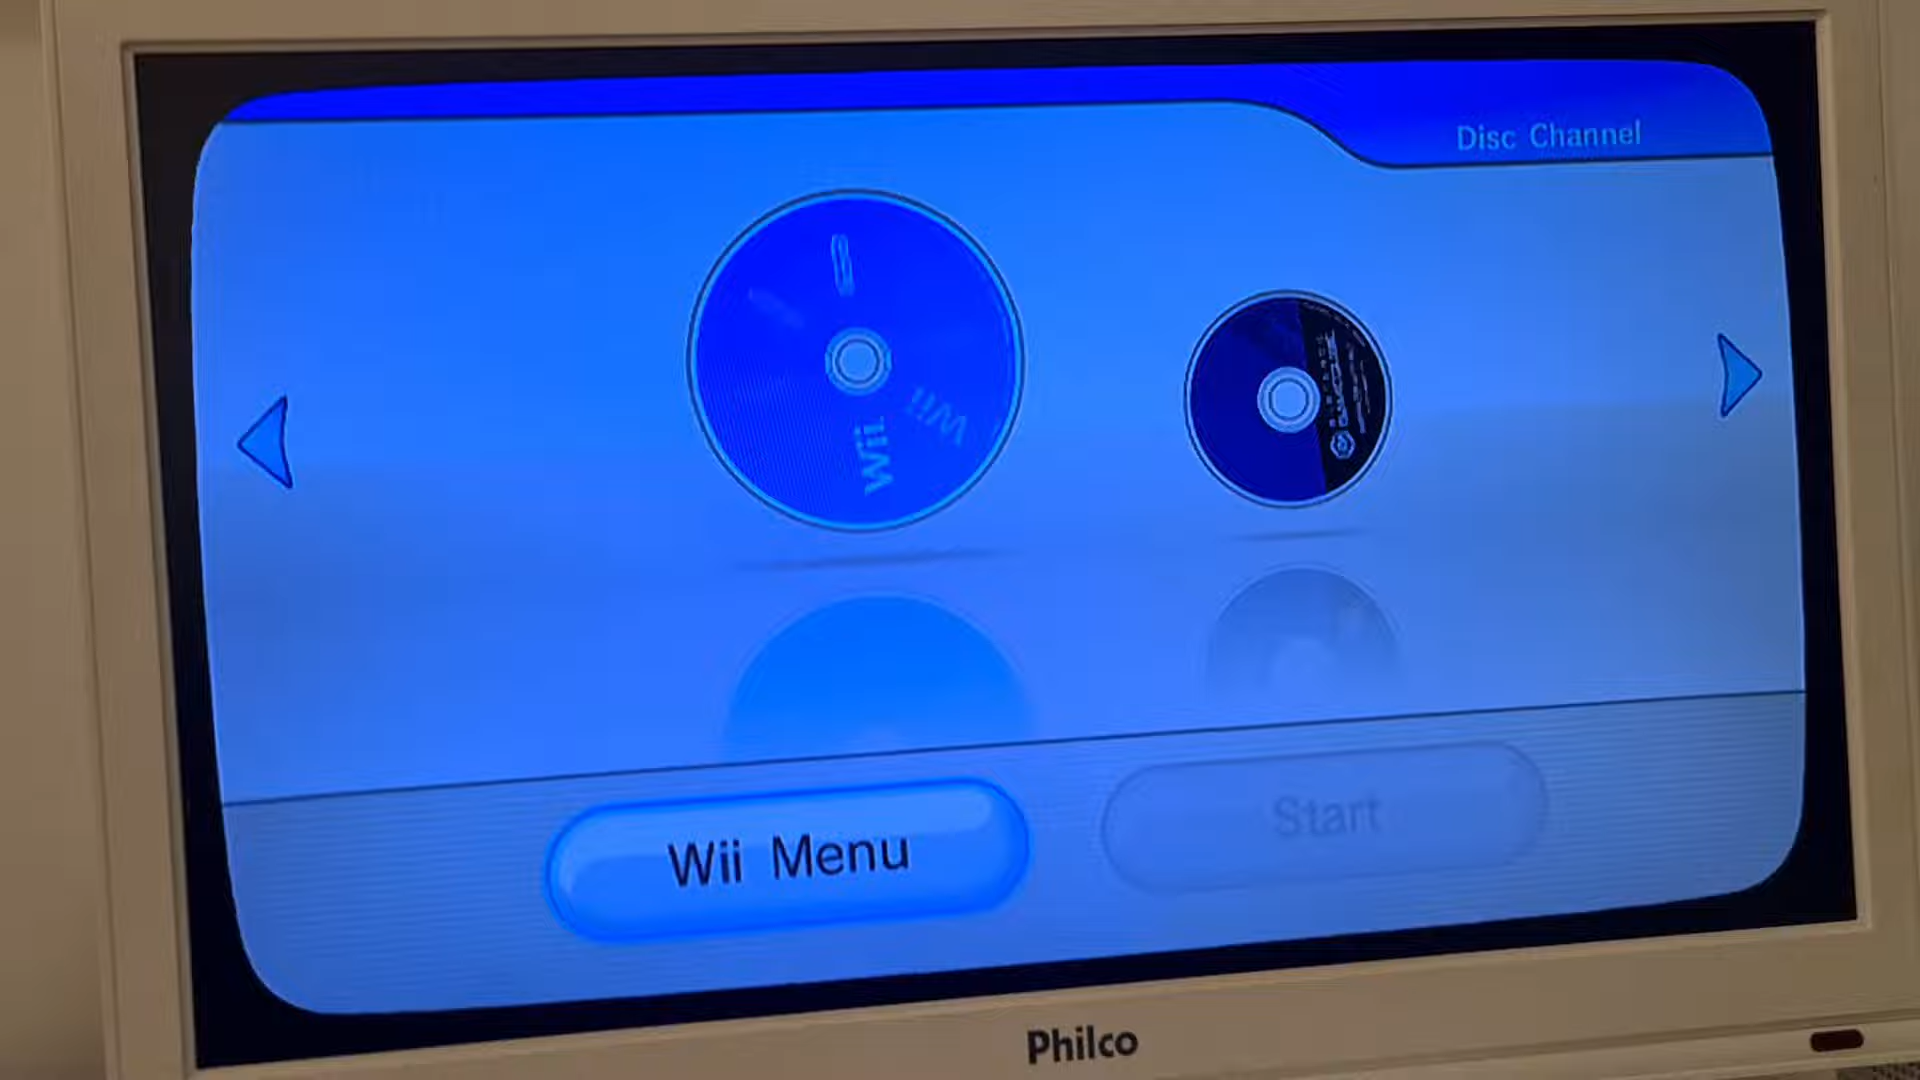 Disc Channel
Wii
Wii
Wii Menu
Start
Philco